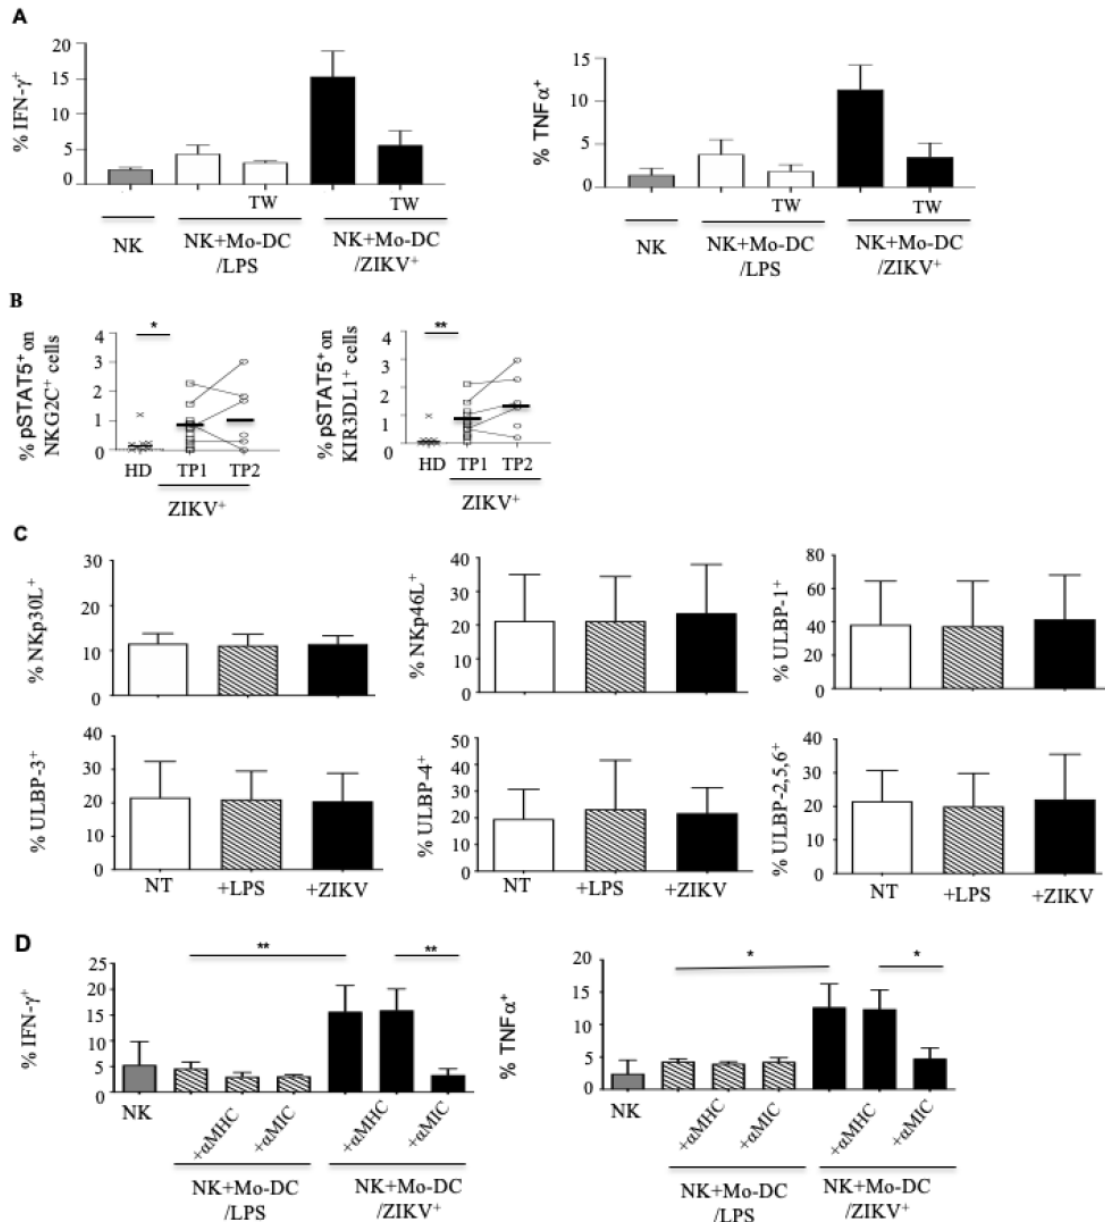 A
% IFN-γ⁺
20
15
10
5
0
TW
TW
NK
NK+Mo-DC
/LPS
NK+Mo-DC
/ZIKV⁺
% TNFα⁺
15
10
5
0
TW
TW
NK
NK+Mo-DC
/LPS
NK+Mo-DC
/ZIKV⁺
B
% pSTAT5⁺ on
NKG2C⁺ cells
4
3
2
1
0
*
HD TP1 TP2
ZIKV⁺
% pSTAT5⁺ on
KIR3DL1⁺ cells
4
3
2
1
0
**
HD TP1 TP2
ZIKV⁺
C
% NKp30L⁺
30
20
10
0
% NKp46L⁺
40
30
20
10
0
% ULBP-1⁺
80
60
40
20
0
% ULBP-3⁺
40
30
20
10
0
NT +LPS +ZIKV
% ULBP-4⁺
50
40
30
20
10
0
NT +LPS +ZIKV
% ULBP-2,5,6⁺
40
30
20
10
0
NT +LPS +ZIKV
D
% IFN-γ⁺
25
20
15
10
5
0
** **
NK
+αMHC
+αMIC
+αMHC
+αMIC
NK+Mo-DC
/LPS
NK+Mo-DC
/ZIKV⁺
% TNFα⁺
20
15
10
5
0
* *
NK
+αMHC
+αMIC
+αMHC
+αMIC
NK+Mo-DC
/LPS
NK+Mo-DC
/ZIKV⁺